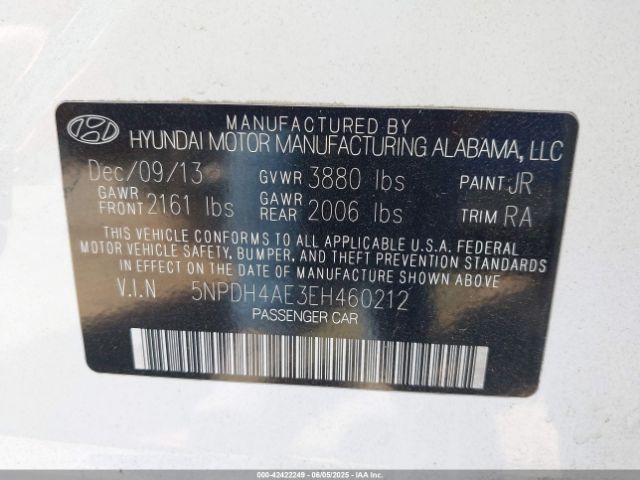 MANUFACTURED BY
HYUNDAI MOTOR MANUFACTURING ALABAMA, LLC
Dec/09/13 GVWR 3880 lbs PAINT JR
GAWR FRONT 2161 lbs GAWR REAR 2006 lbs TRIM RA
THIS VEHICLE CONFORMS TO ALL APPLICABLE U.S.A. FEDERAL
MOTOR VEHICLE SAFETY, BUMPER, AND THEFT PREVENTION STANDARDS
IN EFFECT ON THE DATE OF MANUFACTURE SHOWN ABOVE.
V.I.N 5NPDH4AE3EH460212
PASSENGER CAR
000-42422249 - 06/05/2025 - IAAI.COM